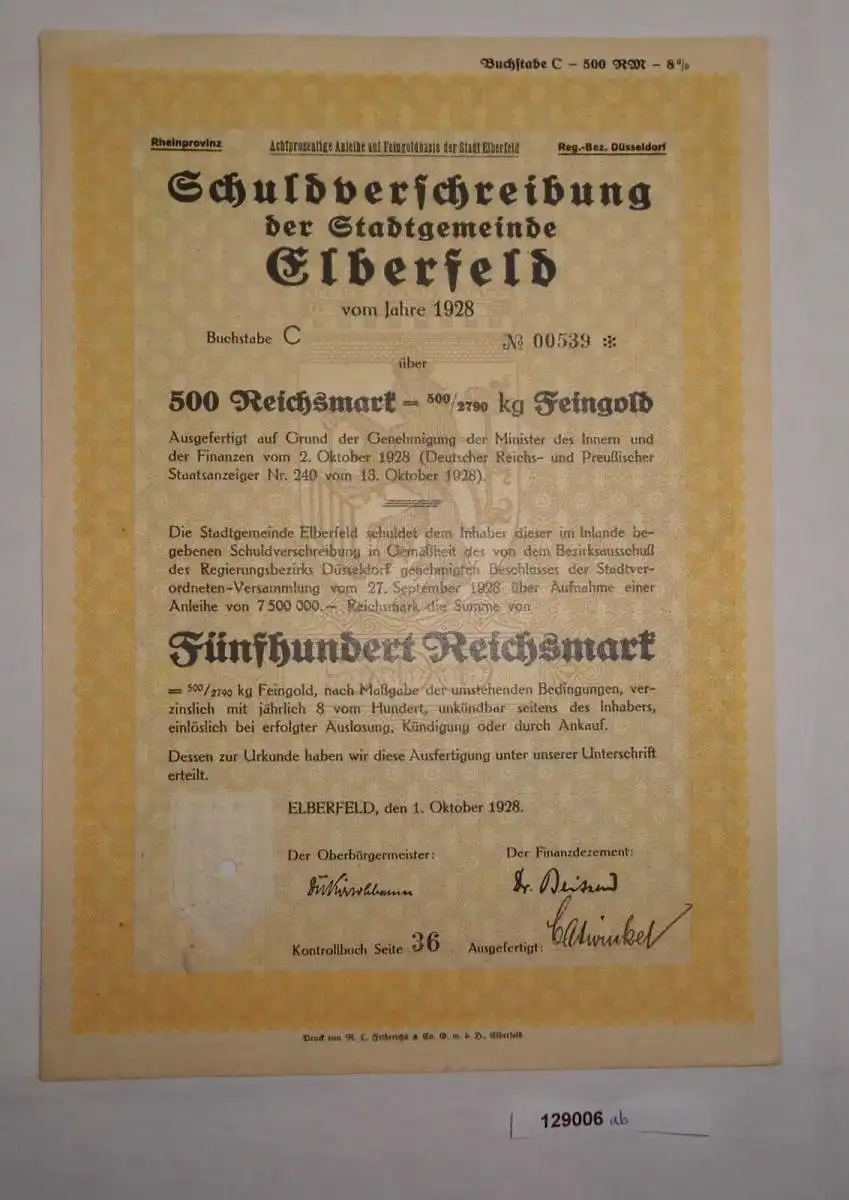 Buchstabe C – 500 RM – 8%
Rheinprovinz
Achtprozentige Anleihe auf Feingoldbasis der Stadt Elberfeld
Reg.-Bez. Düsseldorf
Schuldverschreibung
der Stadtgemeinde
Elberfeld
vom Jahre 1928
Buchstabe C
№ 00539 *
über
500 Reichsmark = 500/2790 kg Feingold
Ausgefertigt auf Grund der Genehmigung der Minister des Innern und
der Finanzen vom 2. Oktober 1928 (Deutscher Reichs- und Preußischer
Staatsanzeiger Nr. 240 vom 13. Oktober 1928).
Die Stadtgemeinde Elberfeld schuldet dem Inhaber dieser im Inlande be-
gebenen Schuldverschreibung in Gemäßheit des von dem Bezirksausschuß
des Regierungsbezirks Düsseldorf genehmigten Beschlusses der Stadtver-
ordneten-Versammlung vom 27. September 1928 über Aufnahme einer
Anleihe von 7 500 000.– Reichsmark die Summe von
Fünfhundert Reichsmark
= 500/2790 kg Feingold, nach Maßgabe der umstehenden Bedingungen, ver-
zinslich mit jährlich 8 vom Hundert, unkündbar seitens des Inhabers,
einlöslich bei erfolgter Auslosung, Kündigung oder durch Ankauf.
Dessen zur Urkunde haben wir diese Ausfertigung unter unserer Unterschrift
erteilt.
ELBERFELD, den 1. Oktober 1928.
Der Oberbürgermeister:
Der Finanzdezernent:
Kontrollbuch Seite 36
Ausgefertigt:
Druck von A. L. Friderichs & Co. G. m. b. H., Elberfeld.
129006 ab